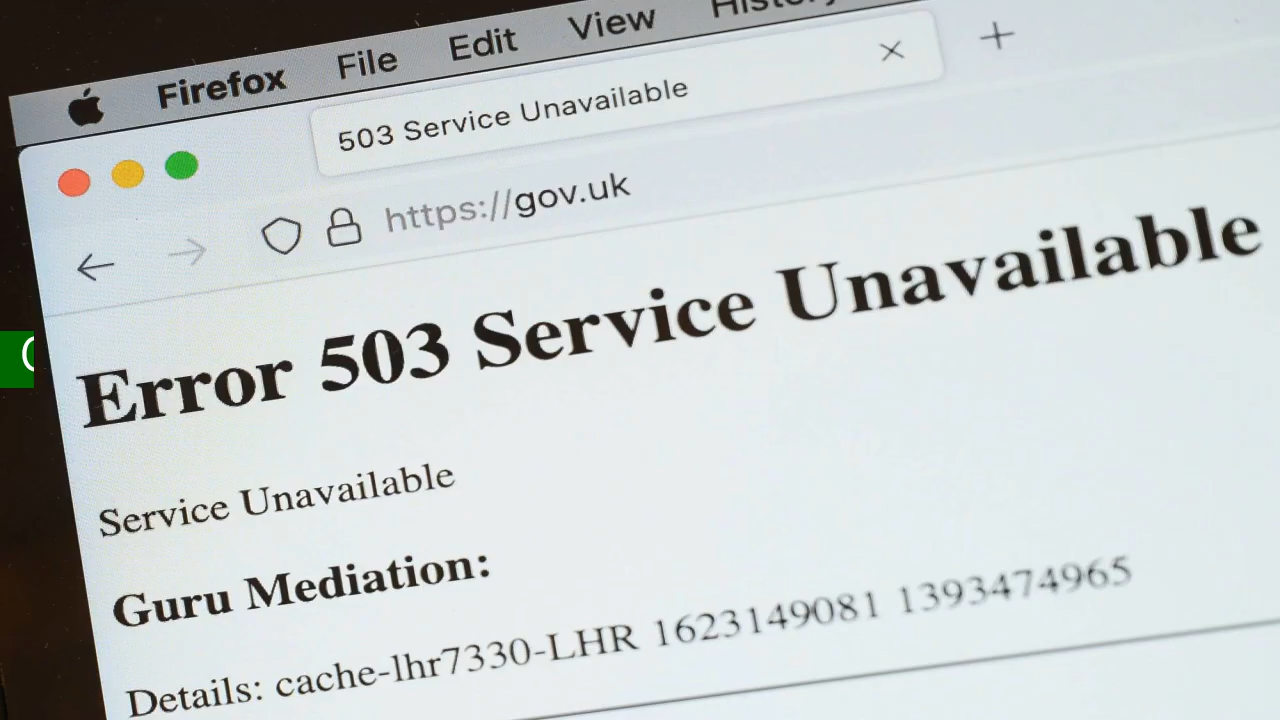 Firefox File Edit View History
503 Service Unavailable
https://gov.uk
Error 503 Service Unavailable
Service Unavailable
Guru Mediation:
Details: cache-lhr7330-LHR 1623149081 1393474965